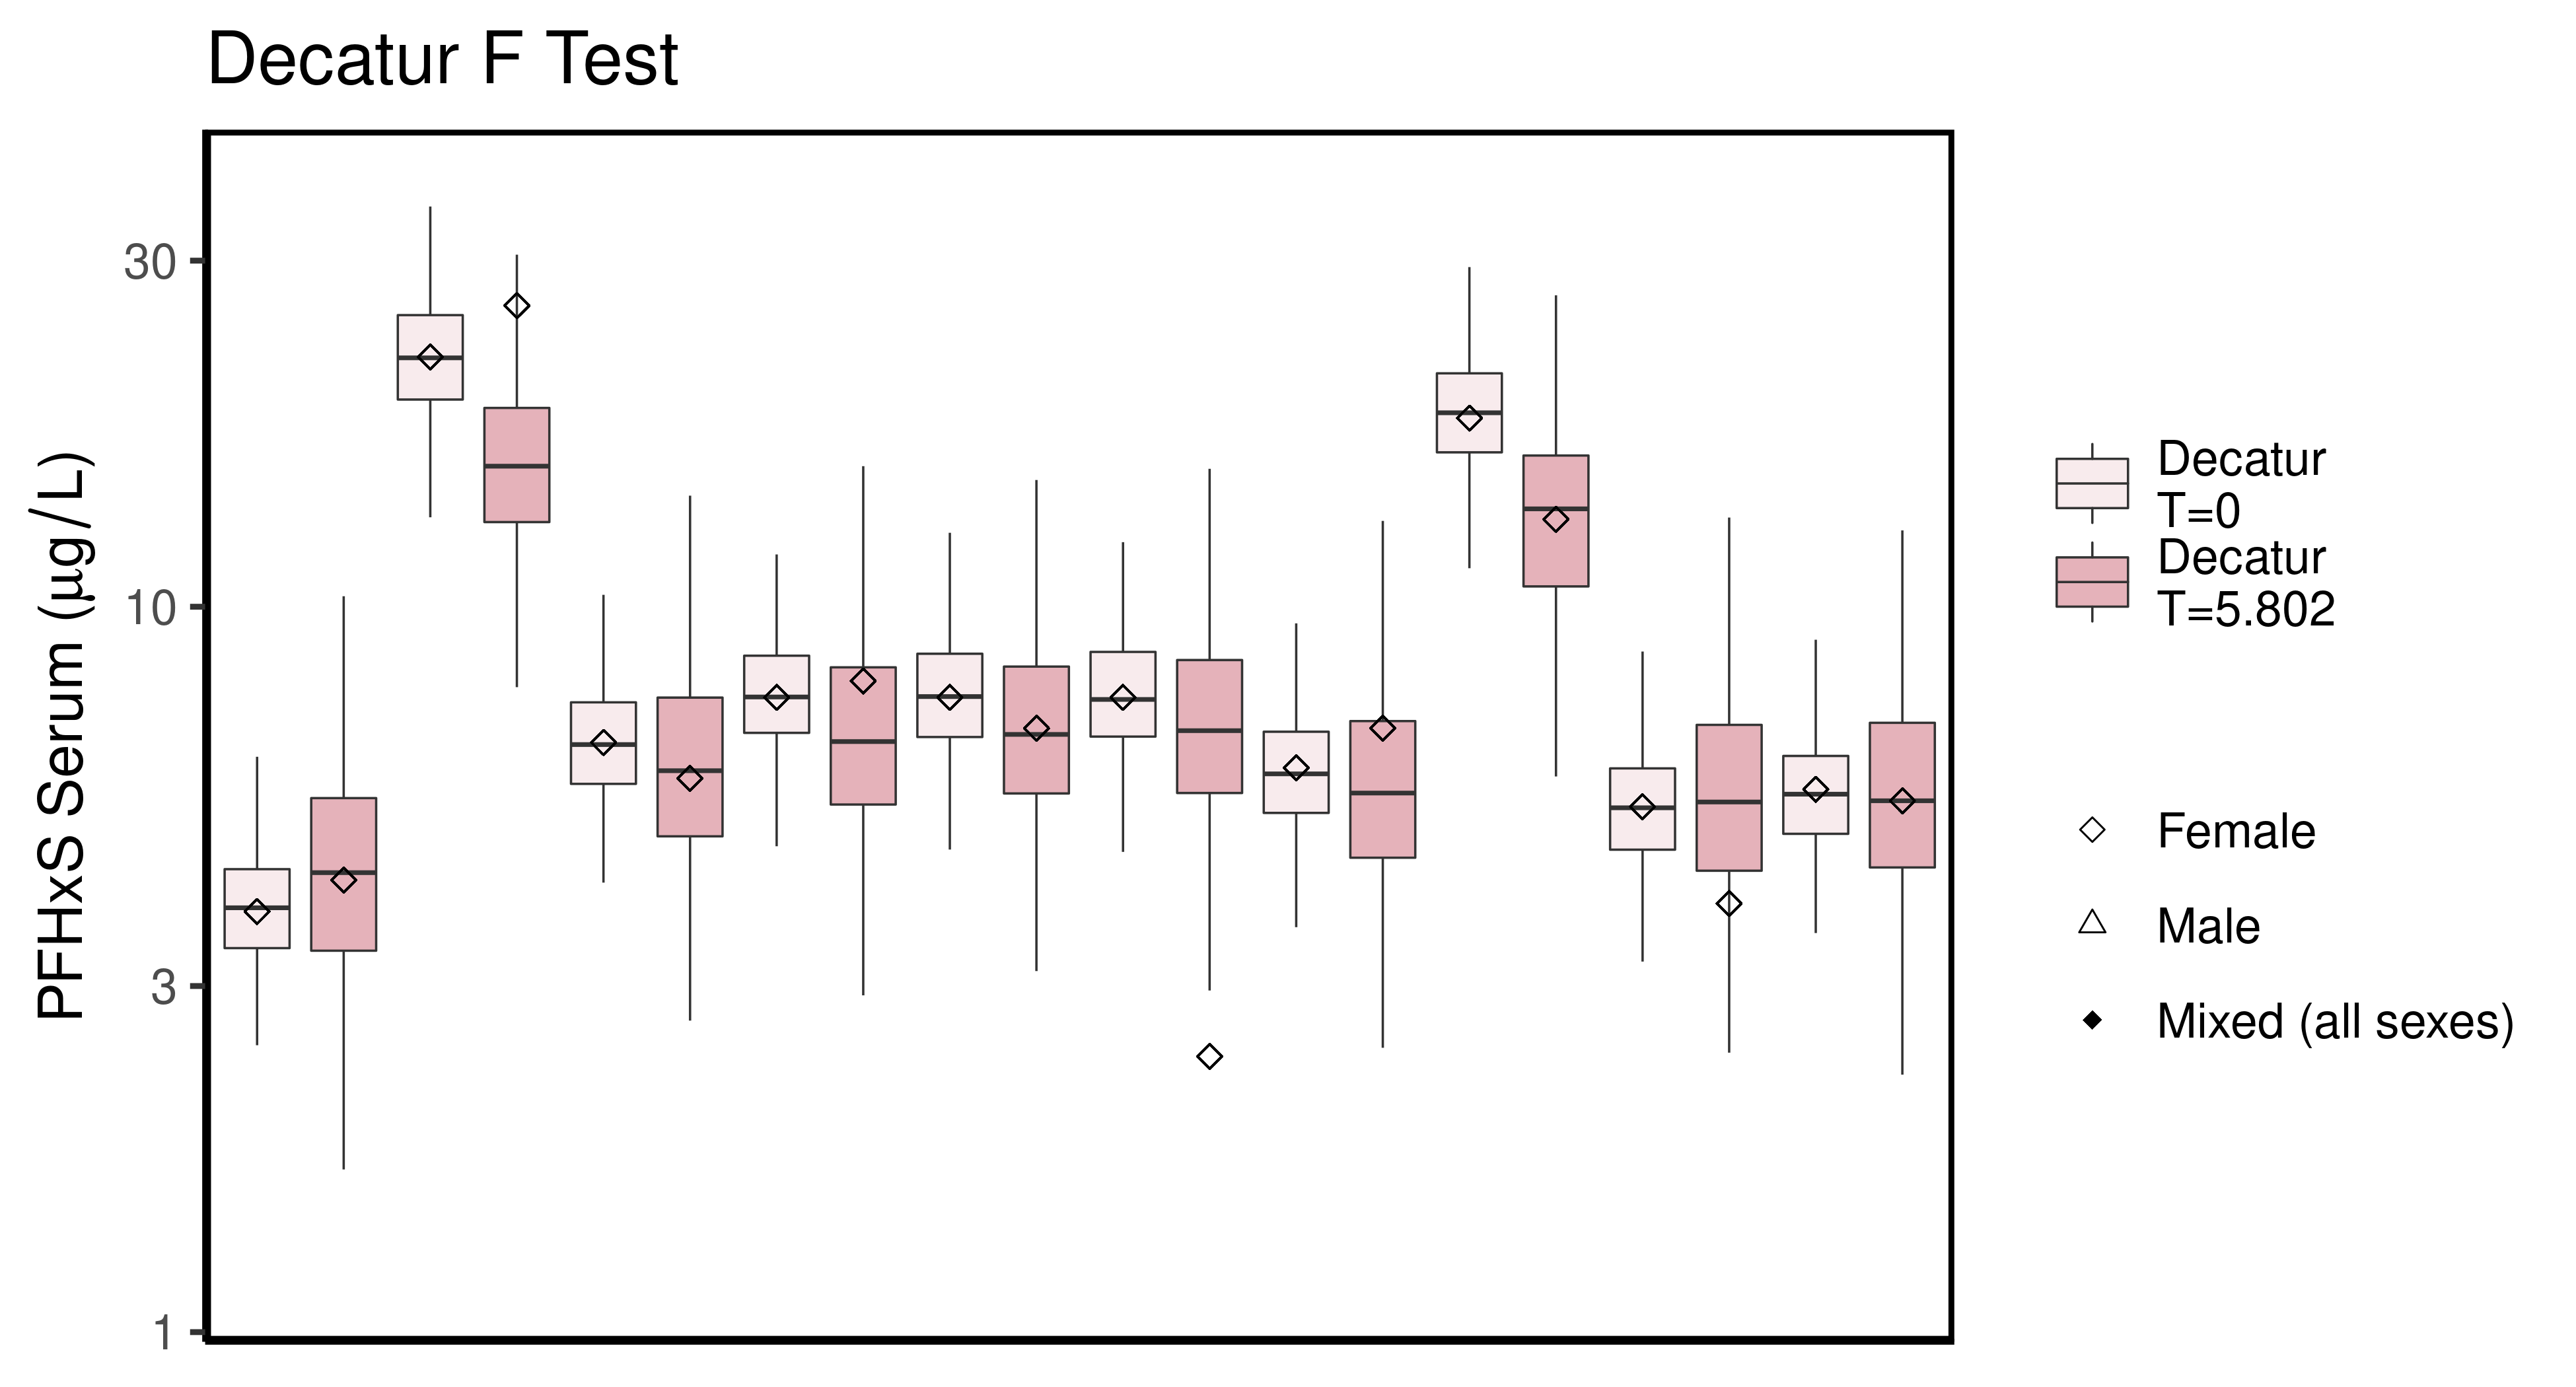 Decatur F Test
PFHxS Serum (μg/L)
30
10
3
1
Decatur
T=0
Decatur
T=5.802
Female
Male
Mixed (all sexes)